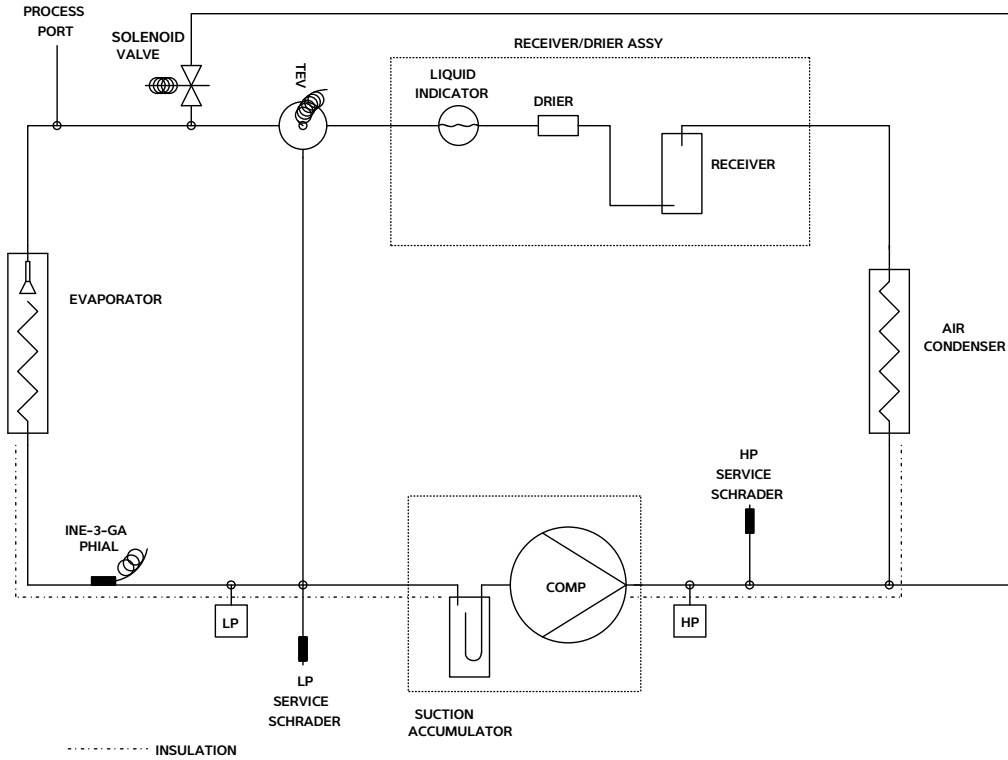 PROCESS
PORT
SOLENOID
VALVE
TEV
RECEIVER/DRIER ASSY
LIQUID
INDICATOR
DRIER
RECEIVER
EVAPORATOR
AIR
CONDENSER
HP
SERVICE
SCHRADER
INE-3-GA
PHIAL
COMP
LP
HP
LP
SERVICE
SCHRADER
SUCTION
ACCUMULATOR
INSULATION